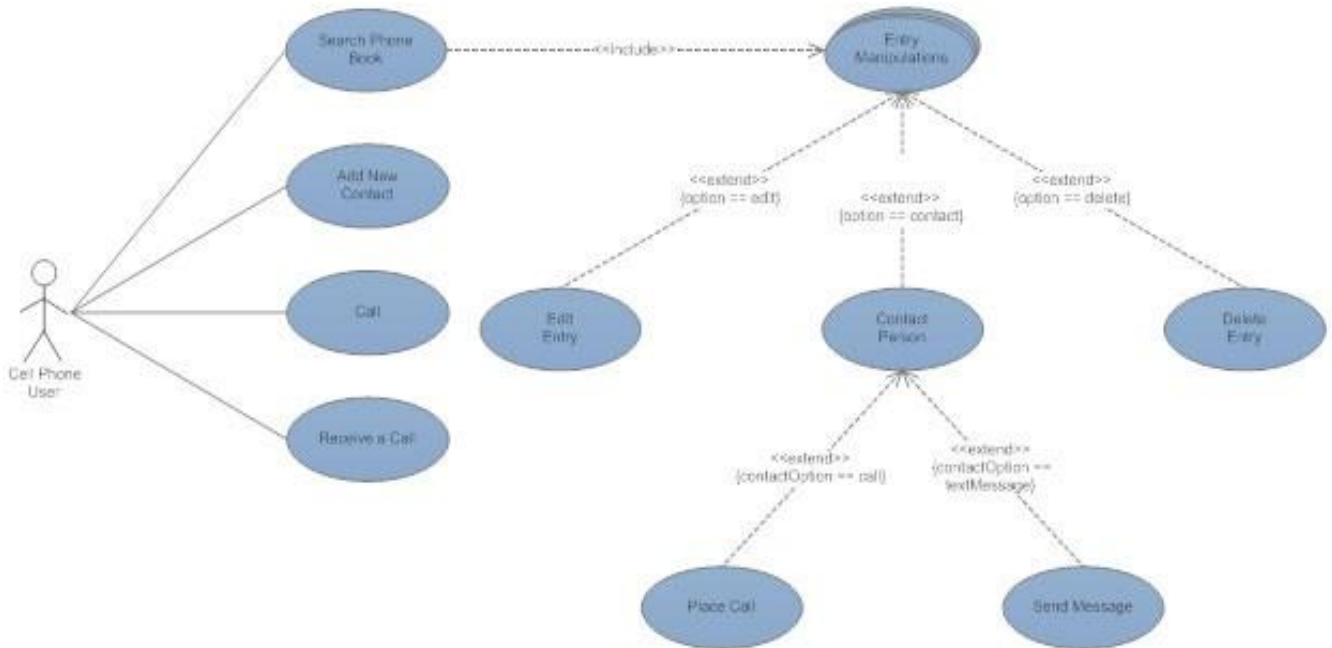 Search Phone
Book
<<include>>
Entry
Manipulations
Add New
Contact
<<extend>>
{option == edit}
<<extend>>
{option == contact}
<<extend>>
{option == delete}
Cell Phone
User
Call
Edit
Entry
Contact
Person
Delete
Entry
Receive a Call
<<extend>>
{contactOption == call}
<<extend>>
{contactOption ==
textMessage}
Place Call
Send Message